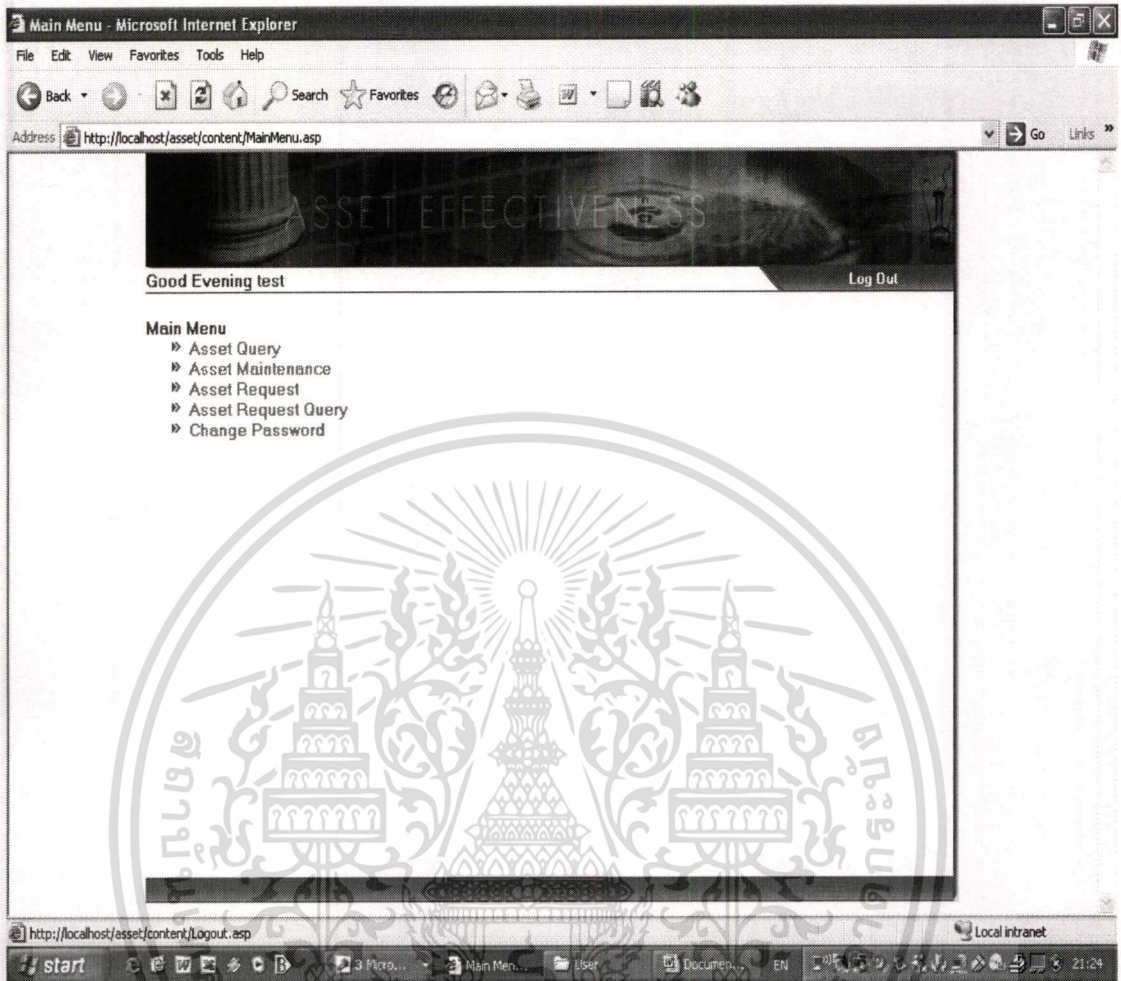 Main Menu - Microsoft Internet Explorer
File Edit View Favorites Tools Help
Back Search Favorites
Address http://localhost/asset/content/MainMenu.asp Go Links »
ASSET EFFECTIVENESS
Good Evening test Log Out
Main Menu
» Asset Query
» Asset Maintenance
» Asset Request
» Asset Request Query
» Change Password
http://localhost/asset/content/Logout.asp Local intranet
start 3 Micro... Main Men... User Documen... EN 21:24